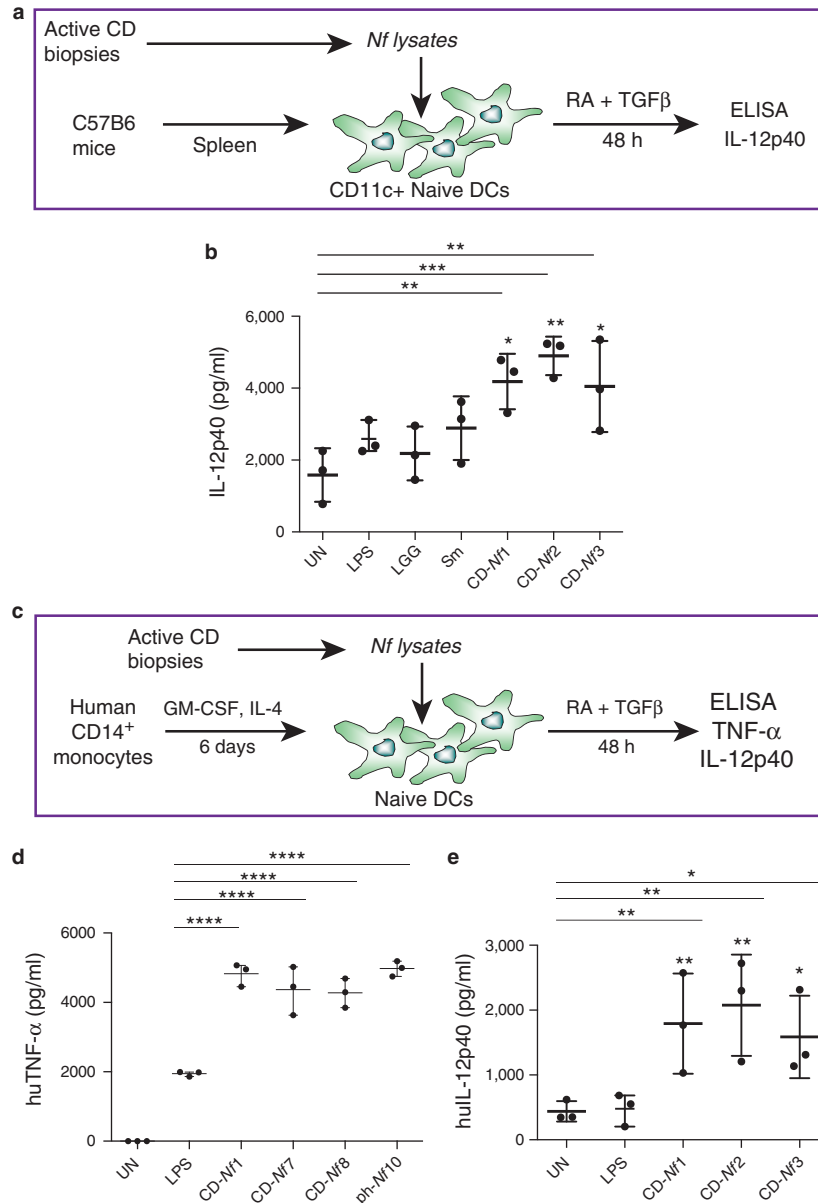 a
Active CD
biopsies
Nf lysates
C57B6
mice
Spleen
CD11c+ Naive DCs
RA + TGFβ
48 h
ELISA
IL-12p40
b
**
***
**
IL-12p40 (pg/ml)
6,000
4,000
2,000
0
*
**
*
UN
LPS
LGG
Sm
CD-Nf1
CD-Nf2
CD-Nf3
c
Active CD
biopsies
Nf lysates
Human
CD14+
monocytes
GM-CSF, IL-4
6 days
Naive DCs
RA + TGFβ
48 h
ELISA
TNF-α
IL-12p40
d
****
****
****
****
huTNF-α (pg/ml)
6000
4000
2000
0
UN
LPS
CD-Nf1
CD-Nf7
CD-Nf8
ph-Nf10
e
*
**
**
huIL-12p40 (pg/ml)
3,000
2,000
1,000
0
**
**
*
UN
LPS
CD-Nf1
CD-Nf2
CD-Nf3